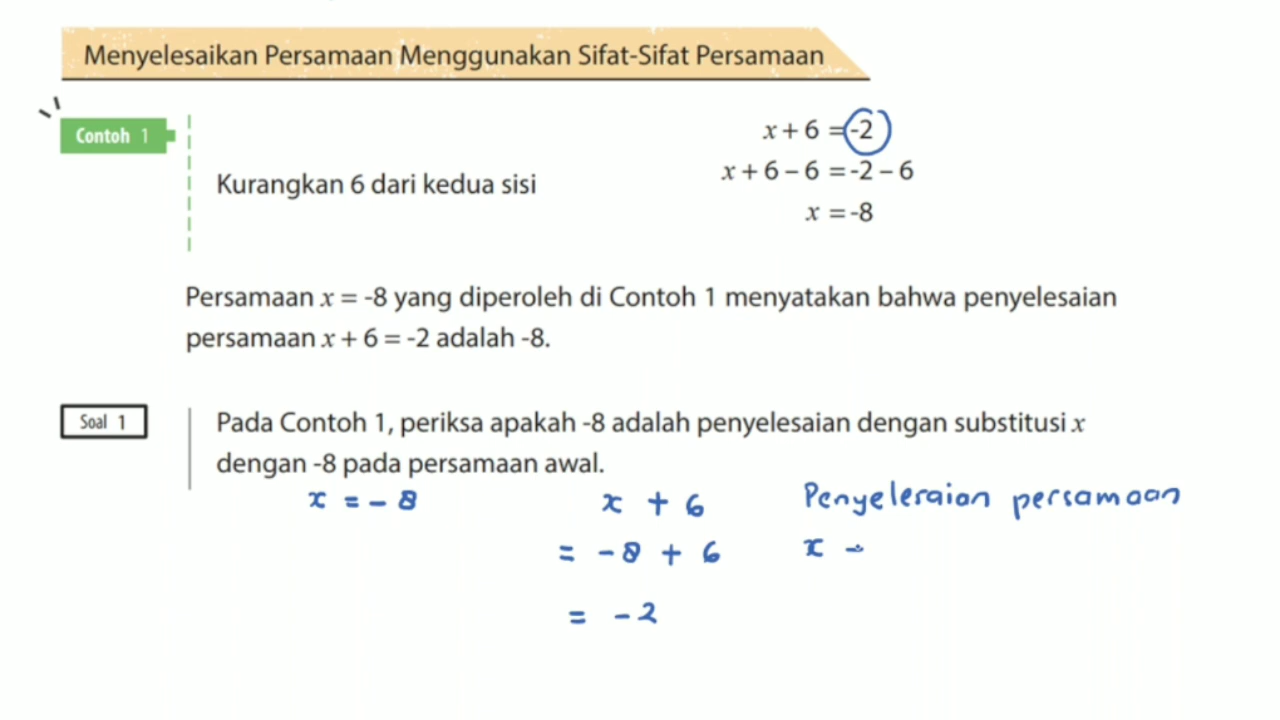 Menyelesaikan Persamaan Menggunakan Sifat-Sifat Persamaan
Contoh 1
x + 6 = -2
Kurangkan 6 dari kedua sisi
x + 6 – 6 = -2 – 6
x = -8
Persamaan x = -8 yang diperoleh di Contoh 1 menyatakan bahwa penyelesaian
persamaan x + 6 = -2 adalah -8.
Soal 1
Pada Contoh 1, periksa apakah -8 adalah penyelesaian dengan substitusi x
dengan -8 pada persamaan awal.
x = - 8
x + 6
= -8 + 6
= -2
Penyeleraian persamaan
x -